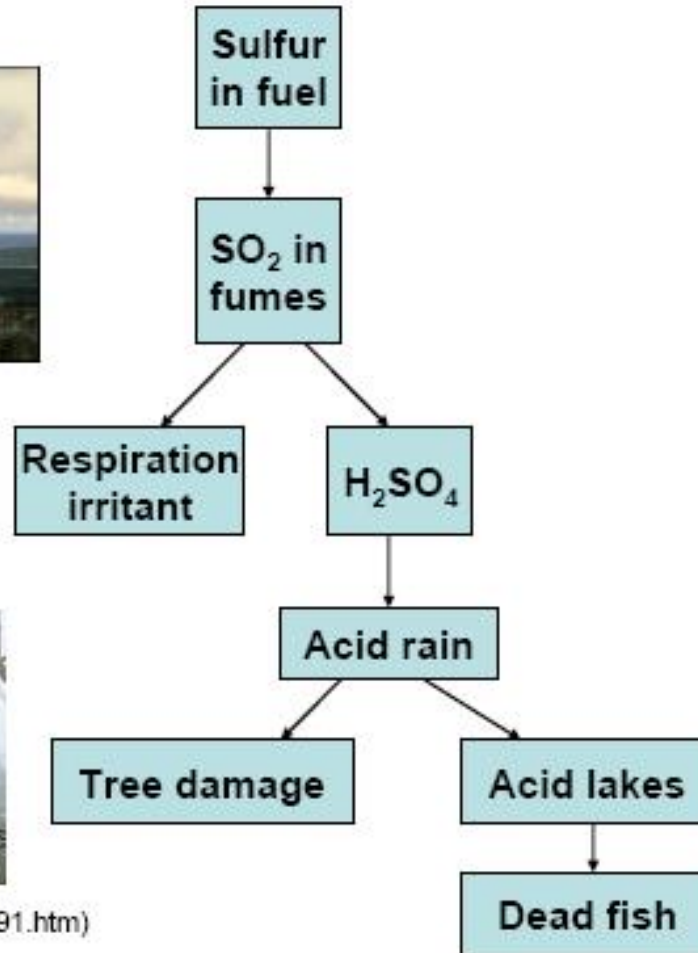 Sulfur
in fuel
SO₂ in
fumes
Respiration
irritant
H₂SO₄
Acid rain
Tree damage
Acid lakes
Dead fish
91.htm)